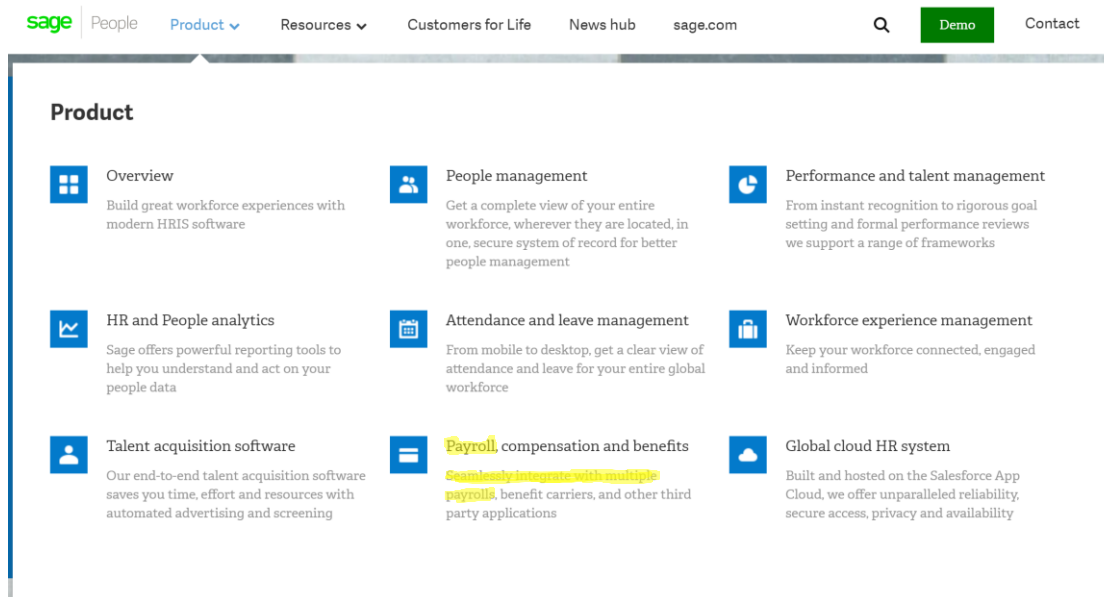 sage People Product Resources Customers for Life News hub sage.com Demo Contact
Product
Overview
Build great workforce experiences with
modern HRIS software
People management
Get a complete view of your entire
workforce, wherever they are located, in
one, secure system of record for better
people management
Performance and talent management
From instant recognition to rigorous goal
setting and formal performance reviews
we support a range of frameworks
HR and People analytics
Sage offers powerful reporting tools to
help you understand and act on your
people data
Attendance and leave management
From mobile to desktop, get a clear view of
attendance and leave for your entire global
workforce
Workforce experience management
Keep your workforce connected, engaged
and informed
Talent acquisition software
Our end-to-end talent acquisition software
saves you time, effort and resources with
automated advertising and screening
Payroll, compensation and benefits
Seamlessly integrate with multiple
payrolls, benefit carriers, and other third
party applications
Global cloud HR system
Built and hosted on the Salesforce App
Cloud, we offer unparalleled reliability,
secure access, privacy and availability